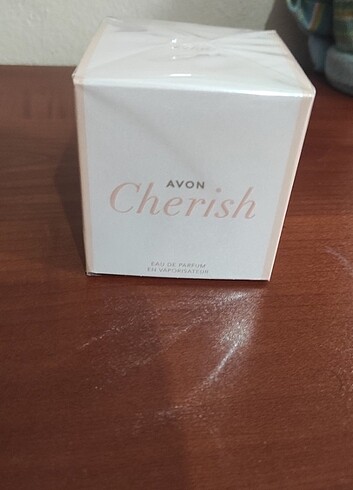 AVON
Cherish
EAU DE PARFUM
EN VAPORISATEUR